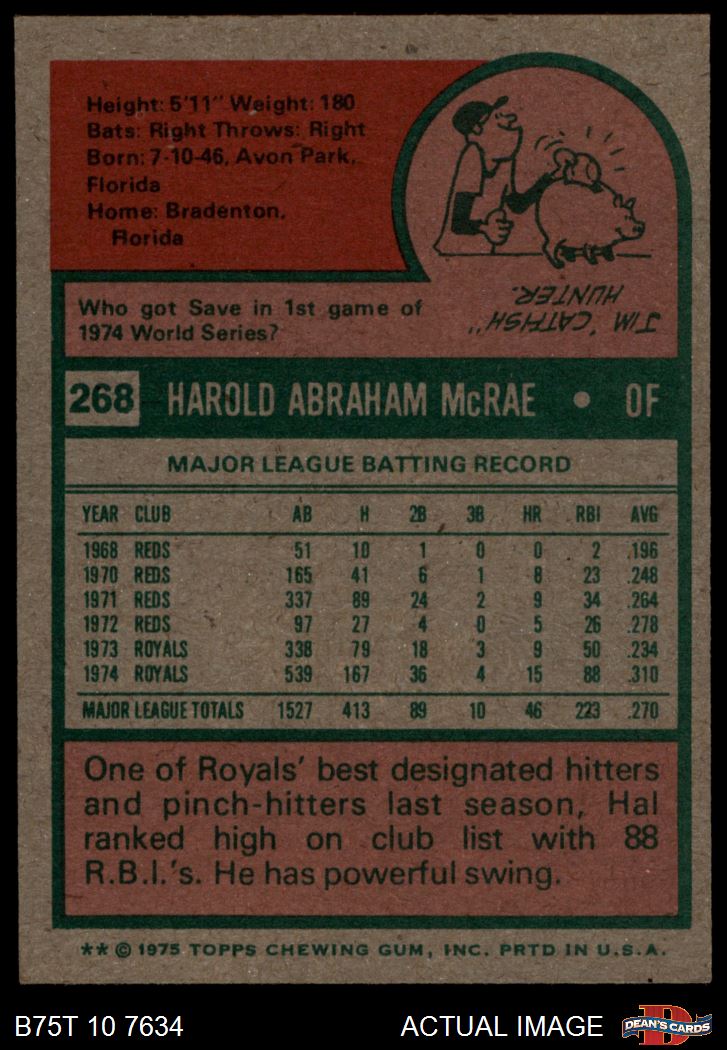 Height: 5'11" Weight: 180
Bats: Right Throws: Right
Born: 7-10-46, Avon Park,
Florida
Home: Bradenton,
Florida
Who got Save in 1st game of
1974 World Series?
JIM "CATFISH"
HUNTER.
268 HAROLD ABRAHAM McRAE • OF
MAJOR LEAGUE BATTING RECORD
YEAR CLUB AB H 2B 3B HR RBI AVG
1968 REDS 51 10 1 0 0 2 .196
1970 REDS 165 41 6 1 8 23 .248
1971 REDS 337 89 24 2 9 34 .264
1972 REDS 97 27 4 0 5 26 .278
1973 ROYALS 338 79 18 3 9 50 .234
1974 ROYALS 539 167 36 4 15 88 .310
MAJOR LEAGUE TOTALS 1527 413 89 10 46 223 .270
One of Royals' best designated hitters
and pinch-hitters last season, Hal
ranked high on club list with 88
R.B.I.'s. He has powerful swing.
** © 1975 TOPPS CHEWING GUM, INC. PRTD IN U.S.A.
B75T 10 7634 ACTUAL IMAGE D DEAN'S CARDS